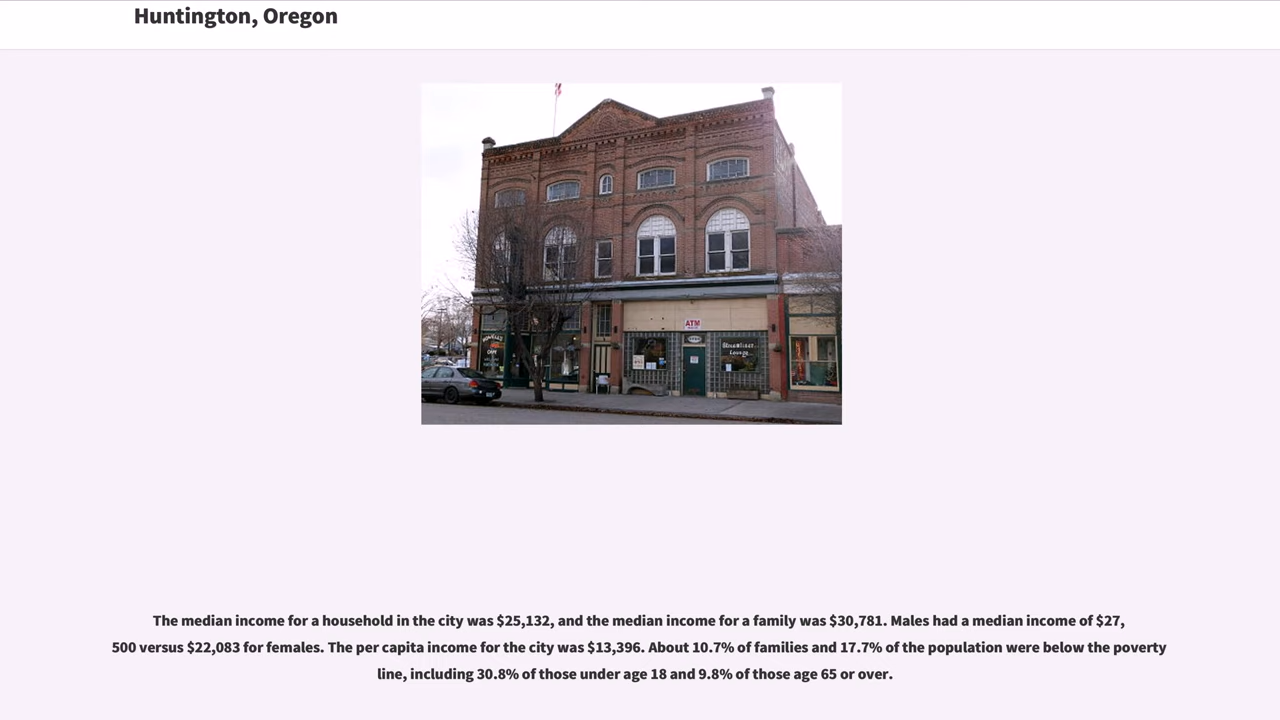 Huntington, Oregon
ATM
Lounge
The median income for a household in the city was $25,132, and the median income for a family was $30,781. Males had a median income of $27,
500 versus $22,083 for females. The per capita income for the city was $13,396. About 10.7% of families and 17.7% of the population were below the poverty
line, including 30.8% of those under age 18 and 9.8% of those age 65 or over.